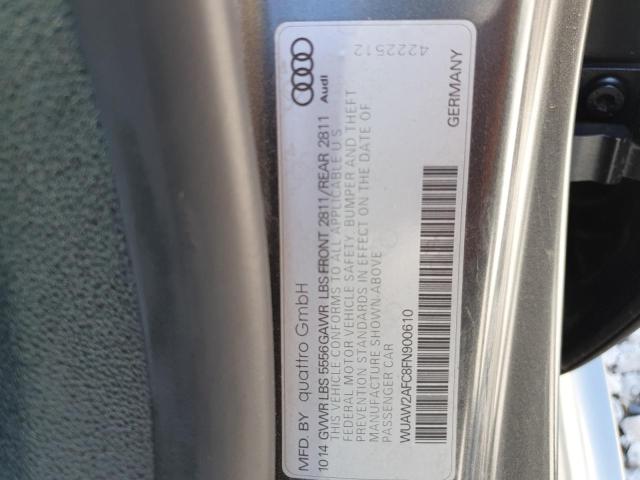 MFD. BY quattro GmbH
Audi
1014 GVWR LBS 5556 GAWR LBS FRONT 2811/REAR 2811
THIS VEHICLE CONFORMS TO ALL APPLICABLE U S
FEDERAL MOTOR VEHICLE SAFETY, BUMPER AND THEFT
PREVENTION STANDARDS IN EFFECT ON THE DATE OF
MANUFACTURE SHOWN ABOVE
PASSENGER CAR
WUAW2AFC8FN900610
GERMANY
4222512